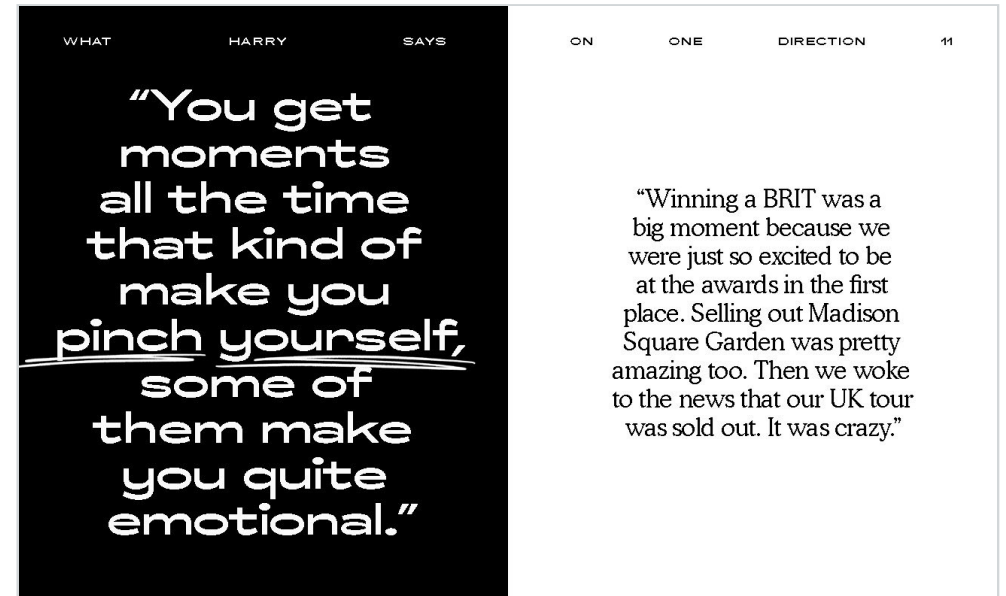 WHAT HARRY SAYS
“You get
moments
all the time
that kind of
make you
pinch yourself,
some of
them make
you quite
emotional.”
ON ONE DIRECTION 11
“Winning a BRIT was a
big moment because we
were just so excited to be
at the awards in the first
place. Selling out Madison
Square Garden was pretty
amazing too. Then we woke
to the news that our UK tour
was sold out. It was crazy.”